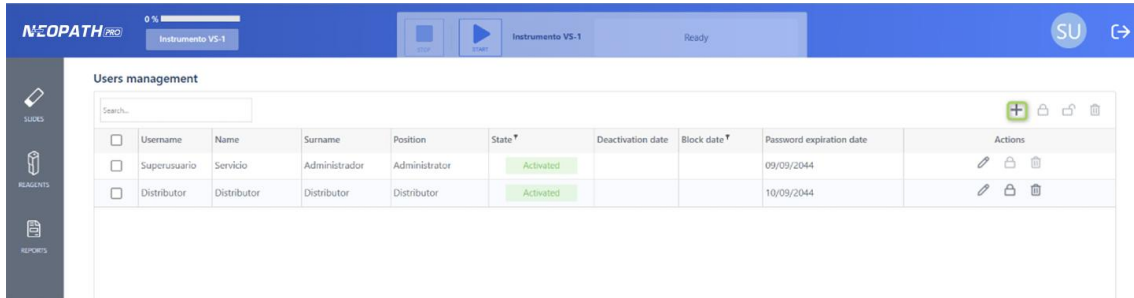 NEOPATH PRO
0 %
Instrumento VS-1
STOP
START
Instrumento VS-1
Ready
SU
SLIDES
REAGENTS
REPORTS
Users management
Search...
Username Name Surname Position State Deactivation date Block date Password expiration date Actions
Superusuario Servicio Administrador Administrator Activated 09/09/2044
Distributor Distributor Distributor Distributor Activated 10/09/2044